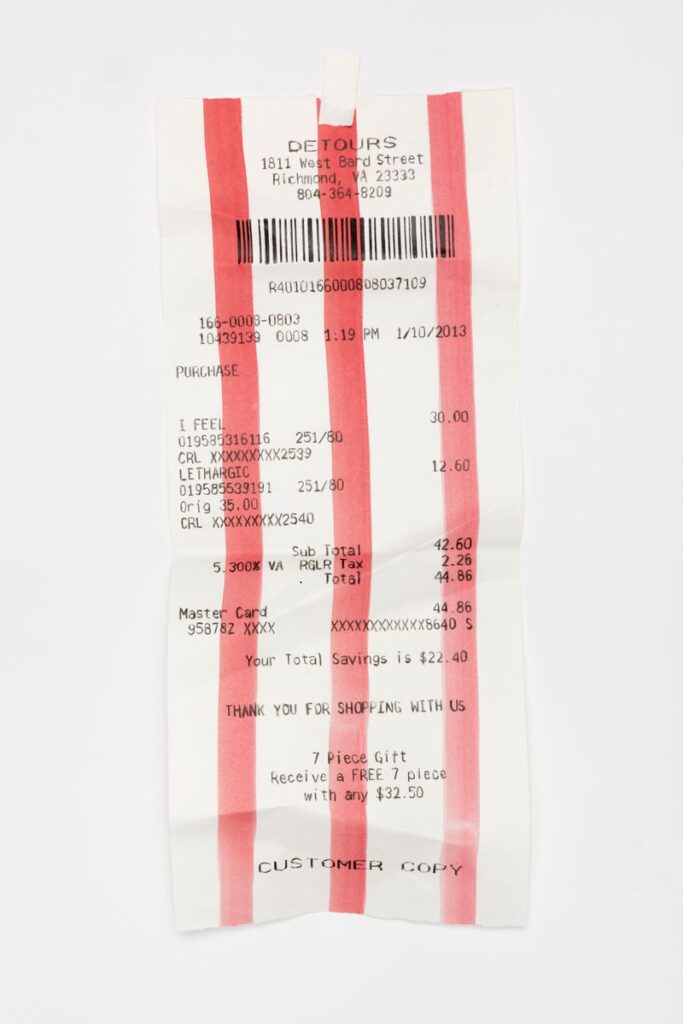 DETOURS
1811 West Bard Street
Richmond, VA 23333
804-364-8209
R4010166000808037109
166-0008-0803
10439139 0008 1:19 PM 1/10/2013
PURCHASE
I FEEL 30.00
019585316116 251/80
CRL XXXXXXXXX2539
LETHARGIC 12.60
019585539191 251/80
Orig 35.00
CRL XXXXXXXXX2540
Sub Total 42.60
5.300% VA RGLR Tax 2.26
. Total 44.86
Master Card 44.86
95878Z XXXX XXXXXXXXXXXX8640 S
Your Total Savings is $22.40
THANK YOU FOR SHOPPING WITH US
7 Piece Gift
Receive a FREE 7 piece
with any $32.50
CUSTOMER COPY